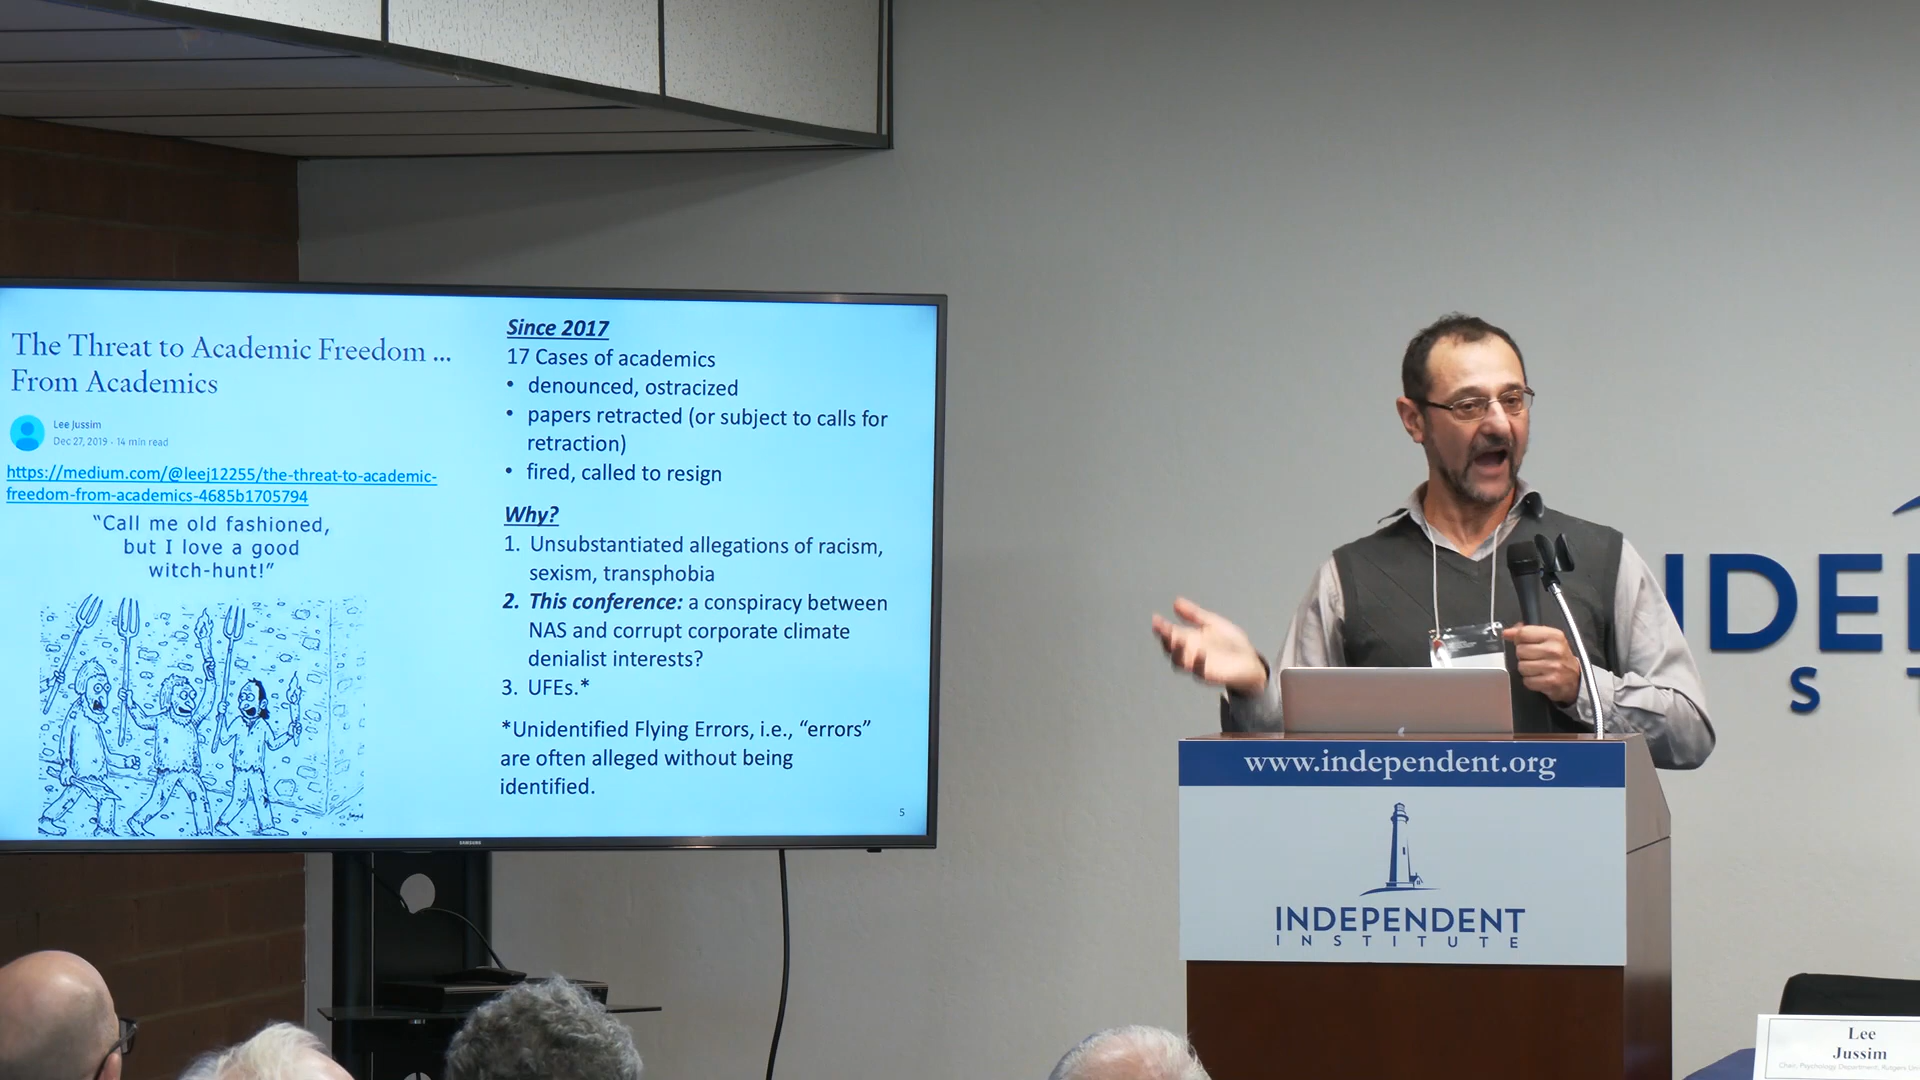 The Threat to Academic Freedom ...
From Academics
Lee Jussim
Dec 27, 2019 · 14 min read
https://medium.com/@leej12255/the-threat-to-academic-
freedom-from-academics-4685b1705794
“Call me old fashioned,
but I love a good
witch-hunt!”
Since 2017
17 Cases of academics
• denounced, ostracized
• papers retracted (or subject to calls for
retraction)
• fired, called to resign
Why?
1. Unsubstantiated allegations of racism,
sexism, transphobia
2. This conference: a conspiracy between
NAS and corrupt corporate climate
denialist interests?
3. UFEs.*
*Unidentified Flying Errors, i.e., “errors”
are often alleged without being
identified.
5
SAMSUNG
INDE
S T
www.independent.org
INDEPENDENT
INSTITUTE
Lee
Jussim
Chair, Psychology Department, Rutgers